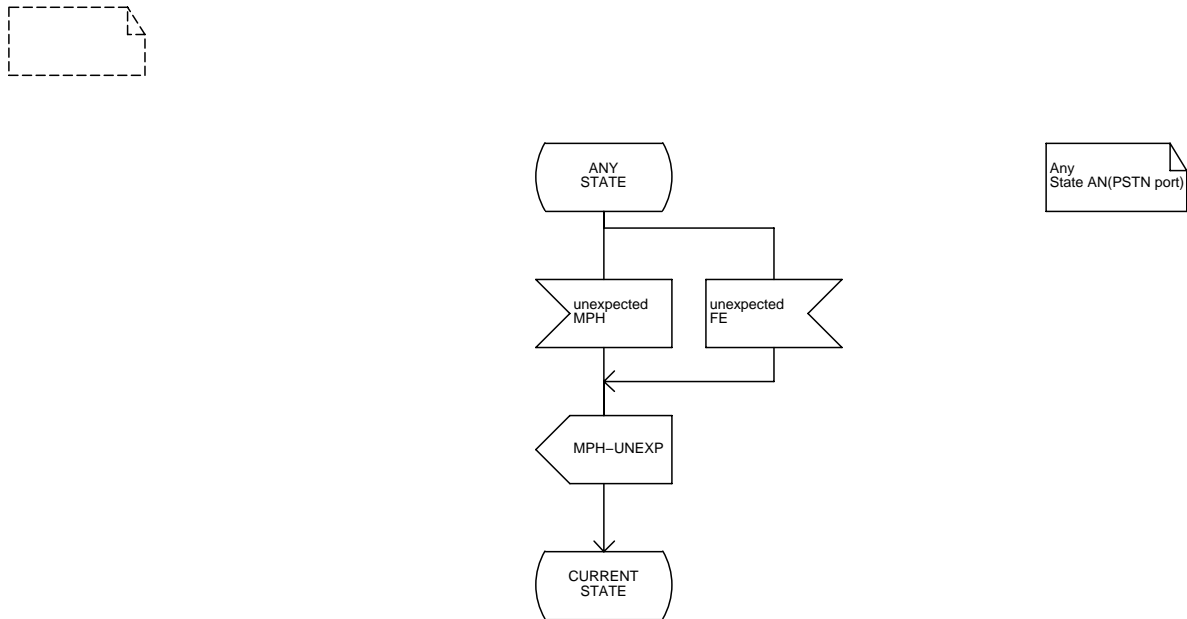 ANY
STATE
Any
State AN(PSTN port)
unexpected
MPH
unexpected
FE
MPH−UNEXP
CURRENT
STATE